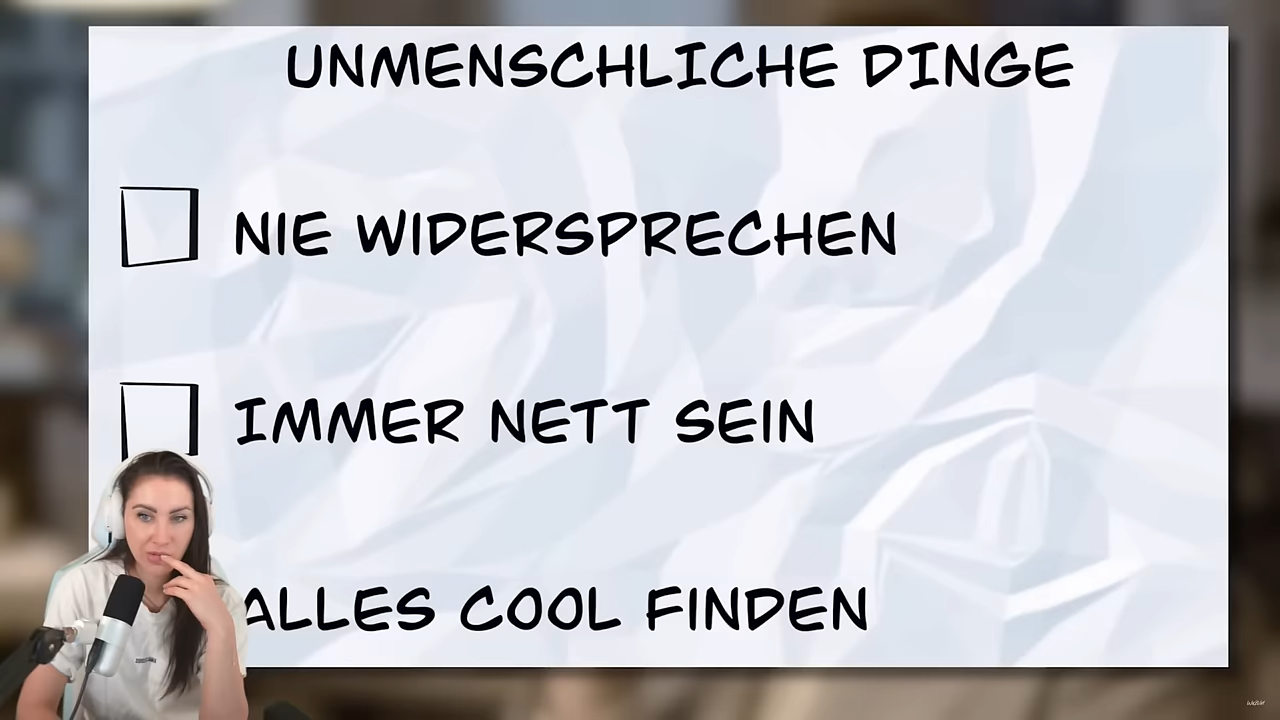 UNMENSCHLICHE DINGE
NIE WIDERSPRECHEN
IMMER NETT SEIN
ALLES COOL FINDEN